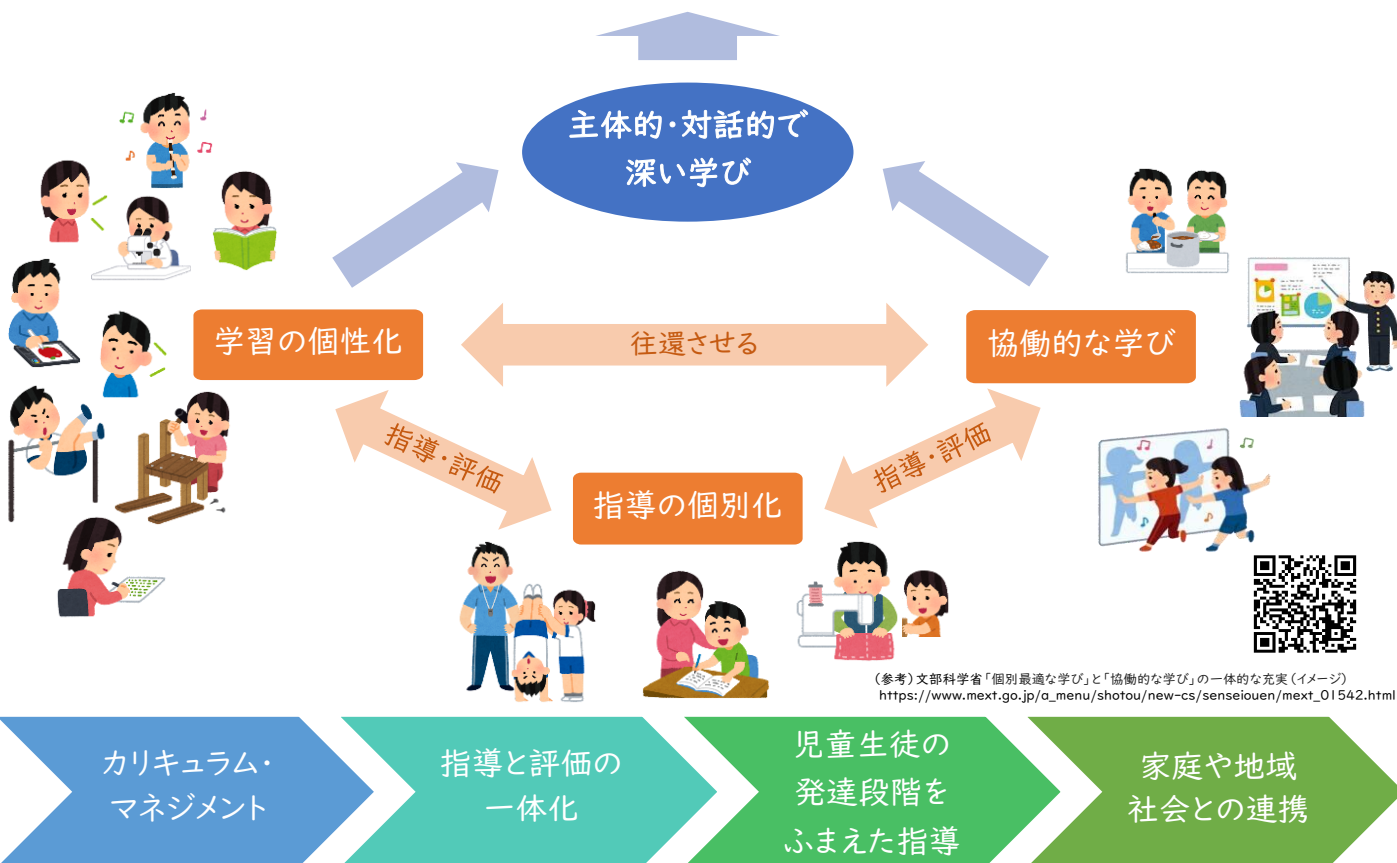 主体的・対話的で
深い学び
学習の個性化
往還させる
協働的な学び
指導・評価
指導・評価
指導の個別化
(参考)文部科学省「個別最適な学び」と「協働的な学び」の一体的な充実(イメージ)
https://www.mext.go.jp/a_menu/shotou/new-cs/senseiouen/mext_01542.html
カリキュラム・
マネジメント
指導と評価の
一体化
児童生徒の
発達段階を
ふまえた指導
家庭や地域
社会との連携